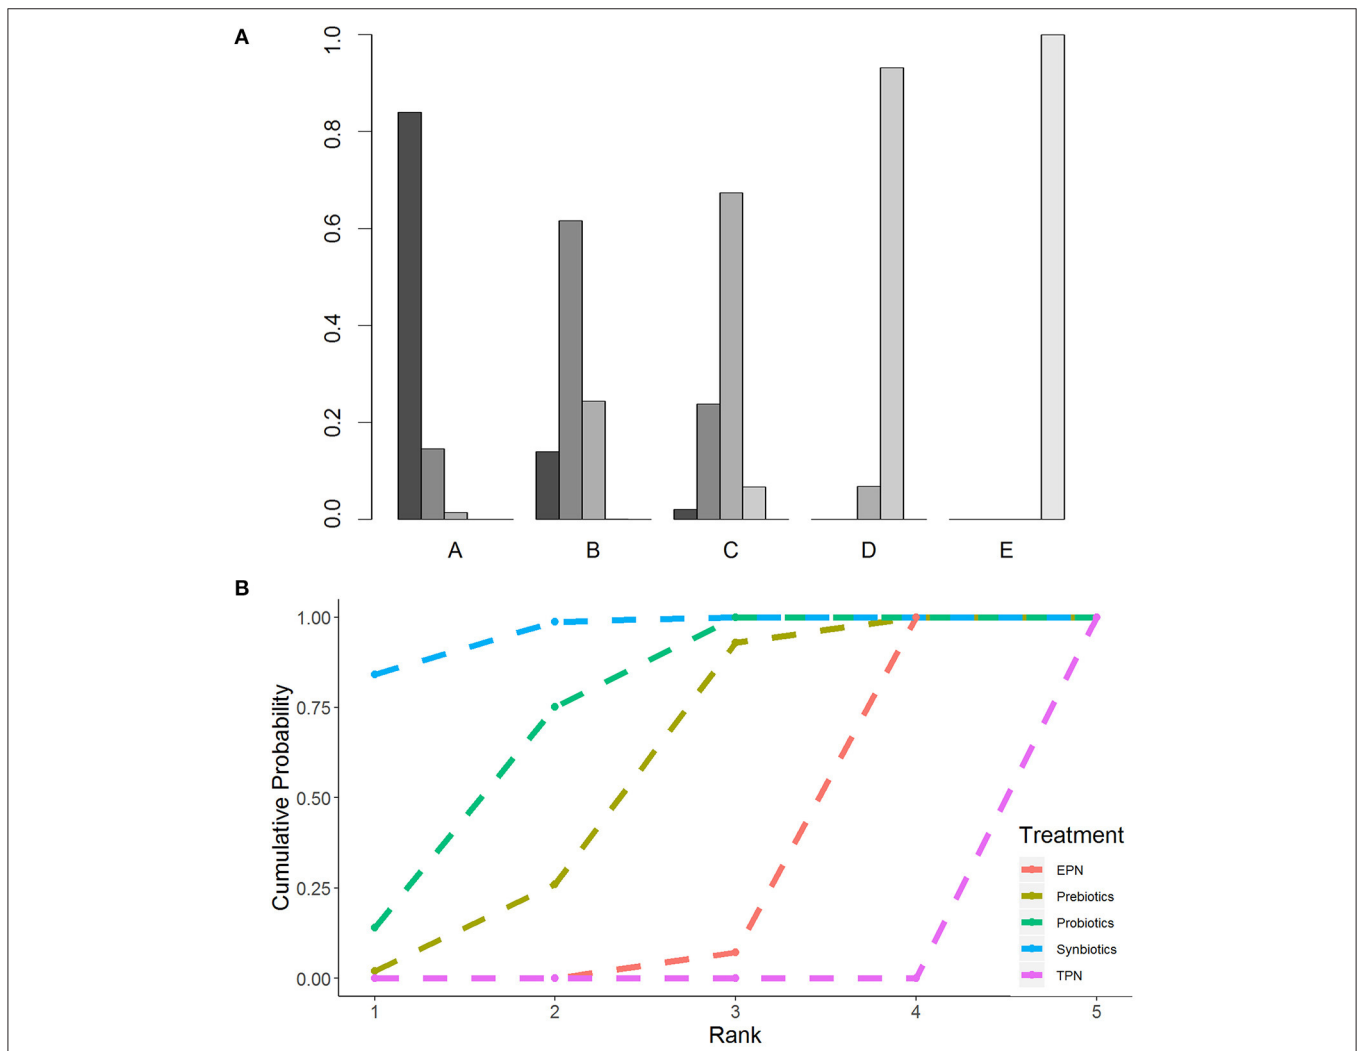 A
1.0
0.8
0.6
0.4
0.2
0.0
A B C D E
B
1.00
0.75
0.50
0.25
0.00
Cumulative Probability
Treatment
EPN
Prebiotics
Probiotics
Synbiotics
TPN
1 2 3 4 5
Rank